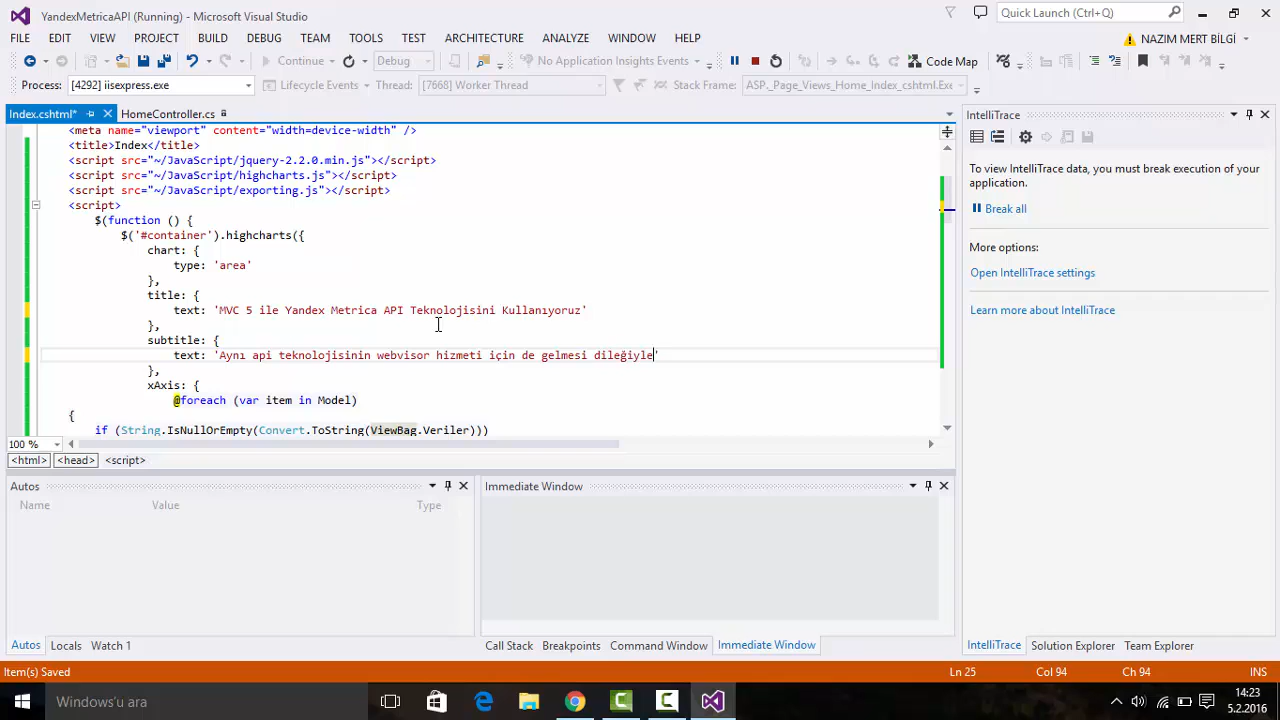 YandexMetricaAPI (Running) - Microsoft Visual Studio
Quick Launch (Ctrl+Q)
FILE EDIT VIEW PROJECT BUILD DEBUG TEAM TOOLS TEST ARCHITECTURE ANALYZE WINDOW HELP
NAZIM MERT BİLGİ
Continue Debug No Application Insights Events Code Map
Process: [4292] iisexpress.exe Lifecycle Events Thread: [7668] Worker Thread Stack Frame: ASP._Page_Views_Home_Index_cshtml.Exe
Index.cshtml* HomeController.cs
<meta name="viewport" content="width=device-width" />
<title>Index</title>
<script src="~/JavaScript/jquery-2.2.0.min.js"></script>
<script src="~/JavaScript/highcharts.js"></script>
<script src="~/JavaScript/exporting.js"></script>
<script>
$(function () {
$('#container').highcharts({
chart: {
type: 'area'
},
title: {
text: 'MVC 5 ile Yandex Metrica API Teknolojisini Kullanıyoruz'
},
subtitle: {
text: 'Aynı api teknolojisinin webvisor hizmeti için de gelmesi dileğiyle'
},
xAxis: {
@foreach (var item in Model)
{
if (String.IsNullOrEmpty(Convert.ToString(ViewBag.Veriler)))
100 %
<html> <head> <script>
IntelliTrace
To view IntelliTrace data, you must break execution of your
application.
Break all
More options:
Open IntelliTrace settings
Learn more about IntelliTrace
Autos
Name Value Type
Immediate Window
Autos Locals Watch 1
Call Stack Breakpoints Command Window Immediate Window
IntelliTrace Solution Explorer Team Explorer
Item(s) Saved Ln 25 Col 94 Ch 94 INS
Windows'u ara
14:23
5.2.2016